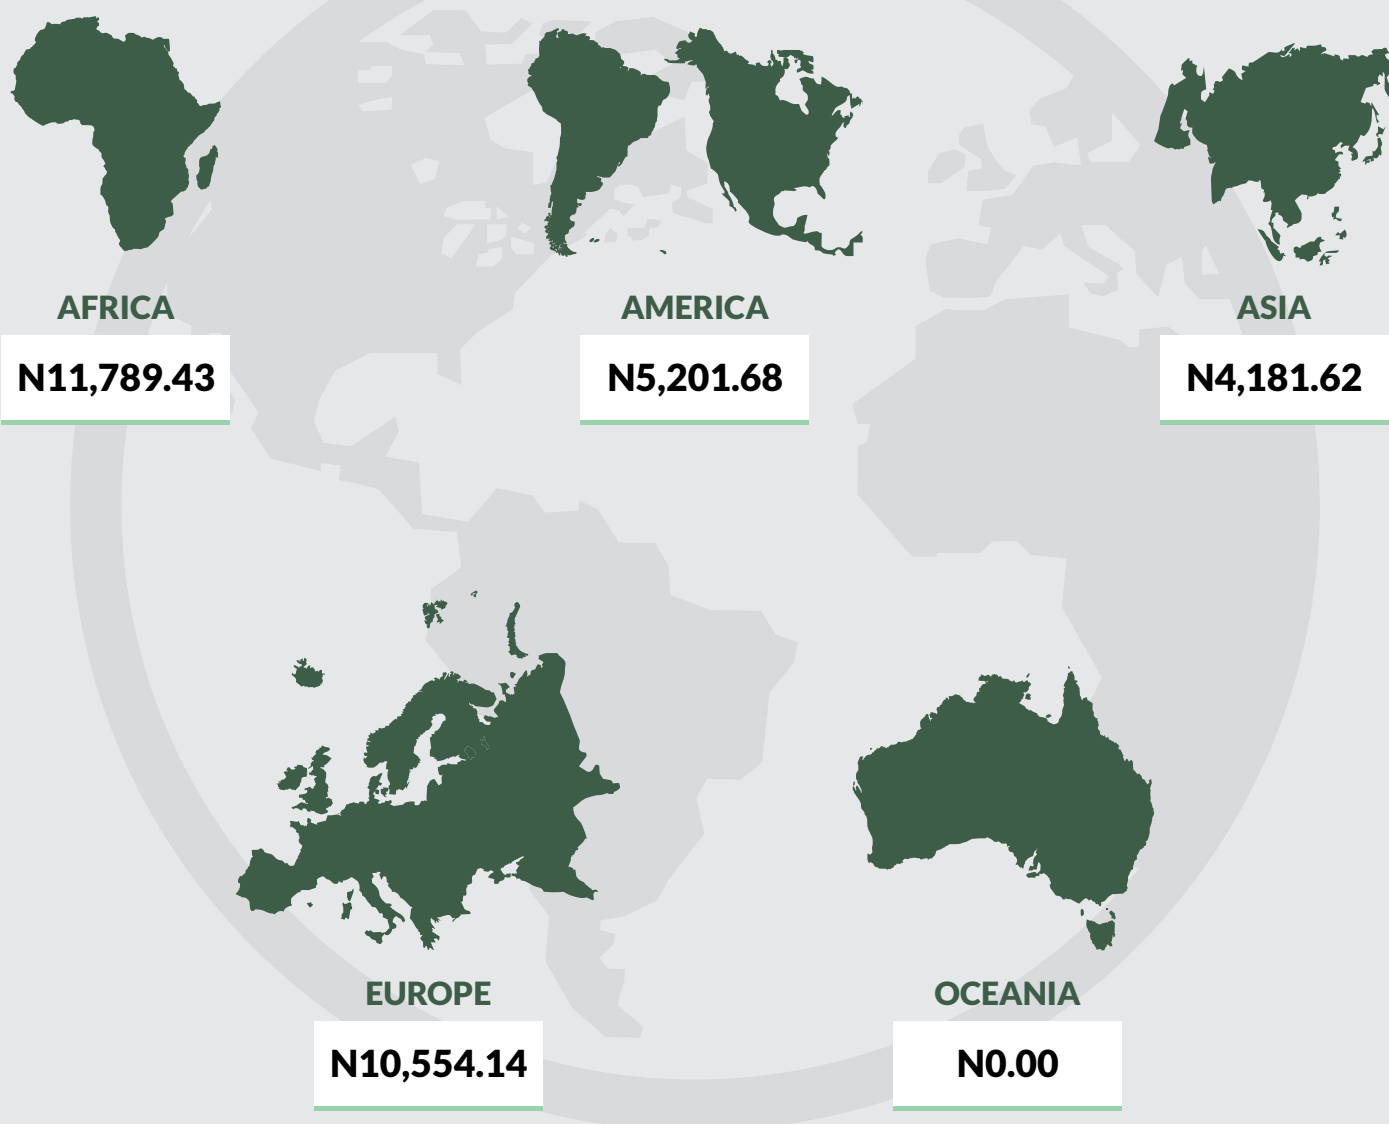 AFRICA
N11,789.43
AMERICA
N5,201.68
ASIA
N4,181.62
EUROPE
N10,554.14
OCEANIA
N0.00